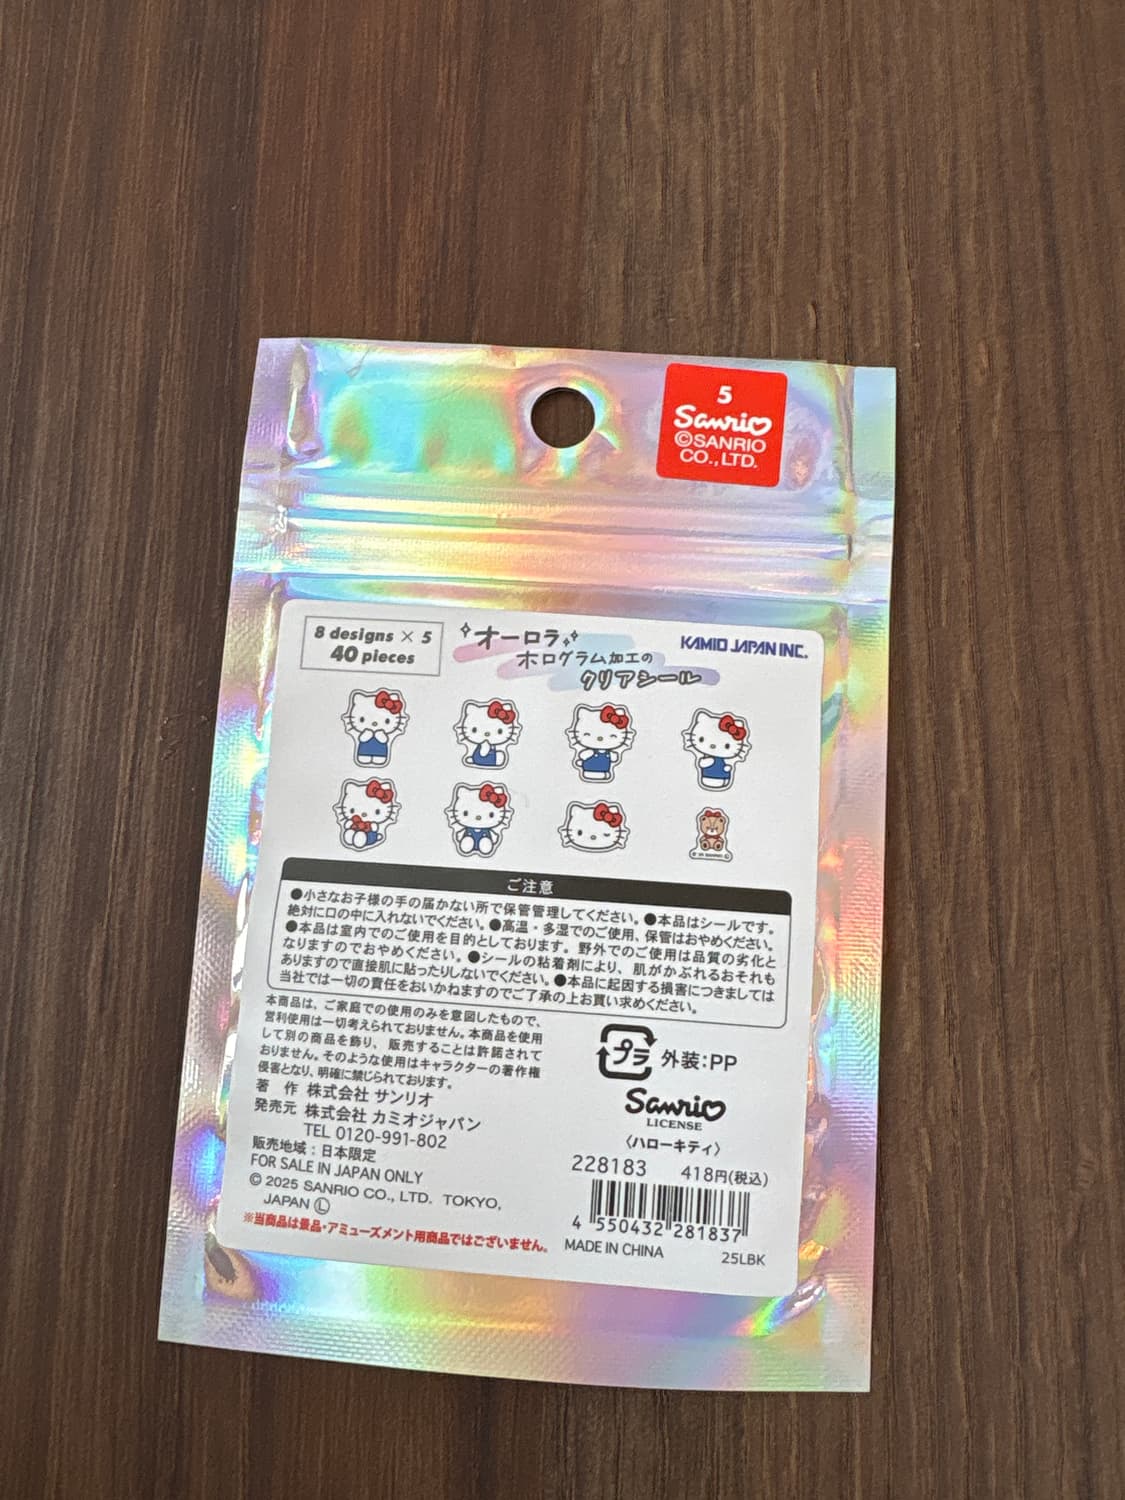 5
Sanrio
©SANRIO
CO.,LTD.
8 designs × 5
40 pieces
オーロラ
ホログラム加工の
クリアシール
KAMIO JAPAN INC.
ご注意
●小さなお子様の手の届かない所で保管管理してください。●本品はシールです。
絶対に口の中に入れないでください。●高温・多湿でのご使用、保管はおやめください。
●本品は室内でのご使用を目的としております。野外でのご使用は品質の劣化と
なりますのでおやめください。●シールの粘着剤により、肌がかぶれるおそれも
ありますので直接肌に貼ったりしないでください。●本品に起因する損害につきましては
当社では一切の責任をおいかねますのでご了承の上お買い求めください。
本商品は、ご家庭での使用のみを意図したもので、
営利使用は一切考えられておりません。本商品を使用
して別の商品を飾り、販売することは許諾されて
おりません。そのような使用はキャラクターの著作権
侵害となり、明確に禁じられております。
著 作 株式会社 サンリオ
発売元 株式会社 カミオジャパン
TEL 0120-991-802
販売地域：日本限定
FOR SALE IN JAPAN ONLY
© 2025 SANRIO CO., LTD. TOKYO,
JAPAN Ⓛ
※当商品は景品・アミューズメント用商品ではございません。
プラ 外装：PP
Sanrio
LICENSE
〈ハローキティ〉
228183 418円(税込)
4 550432 281837
MADE IN CHINA 25LBK